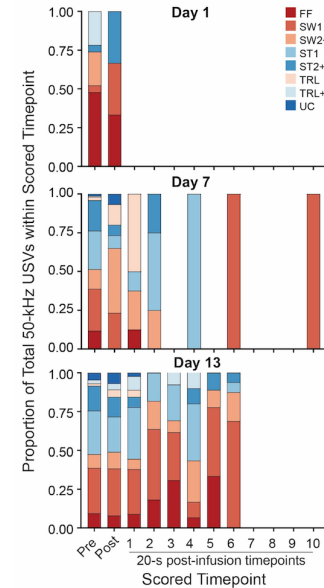 Day 1
1.00
0.75
0.50
0.25
0.00
FF
SW1
SW2+
ST1
ST2+
TRL
TRL+
UC
Day 7
1.00
0.75
0.50
0.25
0.00
Day 13
1.00
0.75
0.50
0.25
0.00
Proportion of Total 50-kHz USVs within Scored Timepoint
Pre
Post
1 2 3 4 5 6 7 8 9 10
20-s post-infusion timepoints
Scored Timepoint